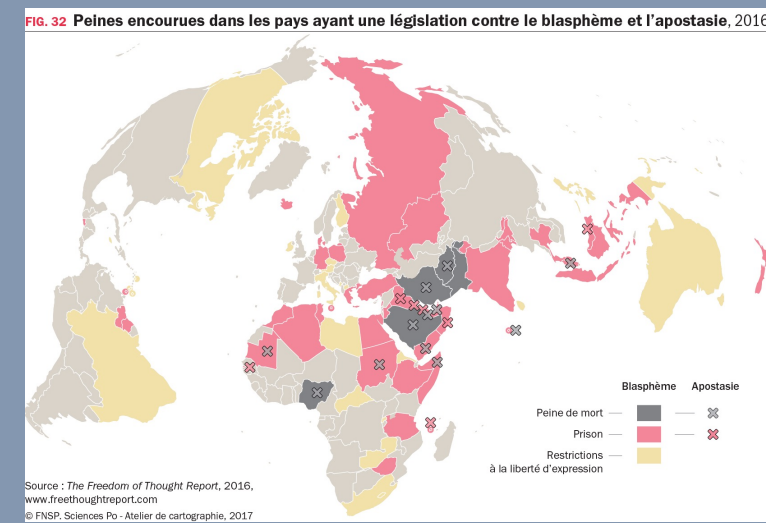 FIG. 32 Peines encourues dans les pays ayant une législation contre le blasphème et l'apostasie, 2016
Blasphème Apostasie
Peine de mort
Prison
Restrictions
à la liberté d'expression
Source : The Freedom of Thought Report, 2016,
www.freethoughtreport.com
© FNSP. Sciences Po - Atelier de cartographie, 2017